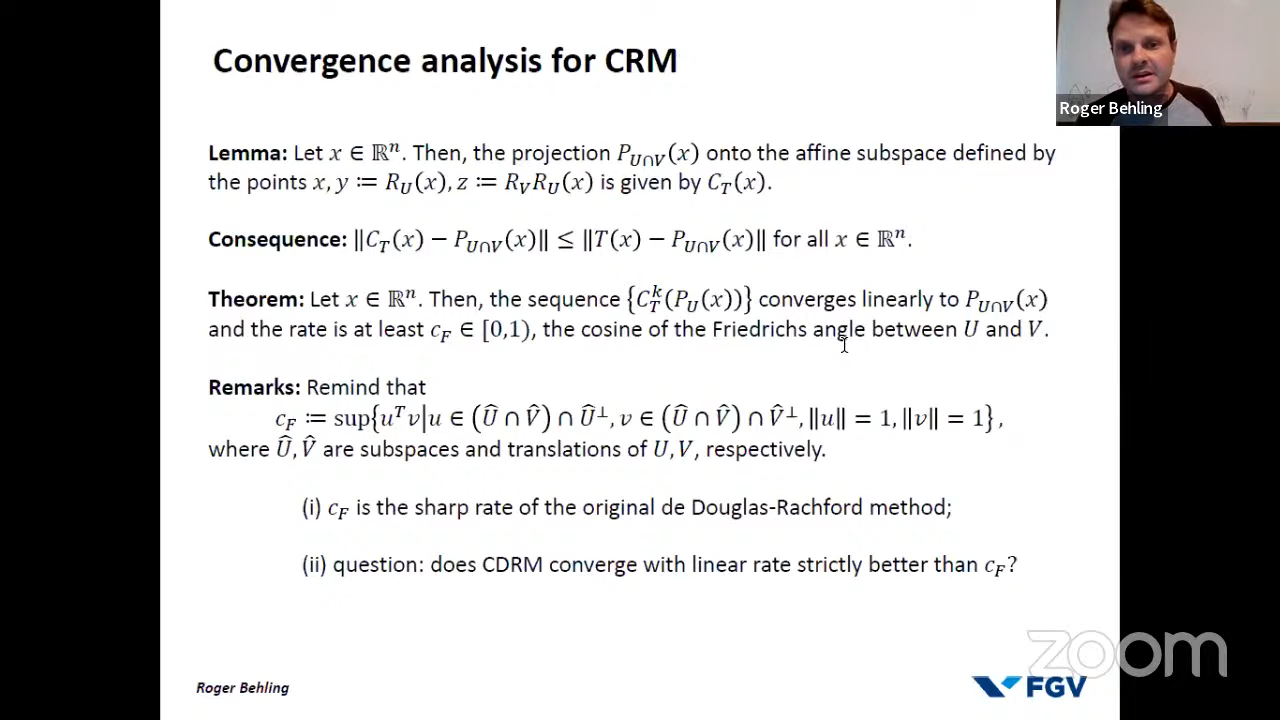 Convergence analysis for CRM
Roger Behling
Lemma: Let x ∈ ℝⁿ. Then, the projection P_{U∩V}(x) onto the affine subspace defined by
the points x, y ≔ R_U(x), z ≔ R_V R_U(x) is given by C_T(x).
Consequence: ‖C_T(x) − P_{U∩V}(x)‖ ≤ ‖T(x) − P_{U∩V}(x)‖ for all x ∈ ℝⁿ.
Theorem: Let x ∈ ℝⁿ. Then, the sequence {C_T^k(P_U(x))} converges linearly to P_{U∩V}(x)
and the rate is at least c_F ∈ [0,1), the cosine of the Friedrichs angle between U and V.
Remarks: Remind that
c_F ≔ sup{uᵀv|u ∈ (Û ∩ V̂) ∩ Û^⊥, v ∈ (Û ∩ V̂) ∩ V̂^⊥, ‖u‖ = 1, ‖v‖ = 1},
where Û, V̂ are subspaces and translations of U, V, respectively.
(i) c_F is the sharp rate of the original de Douglas-Rachford method;
(ii) question: does CDRM converge with linear rate strictly better than c_F?
zoom
Roger Behling
FGV